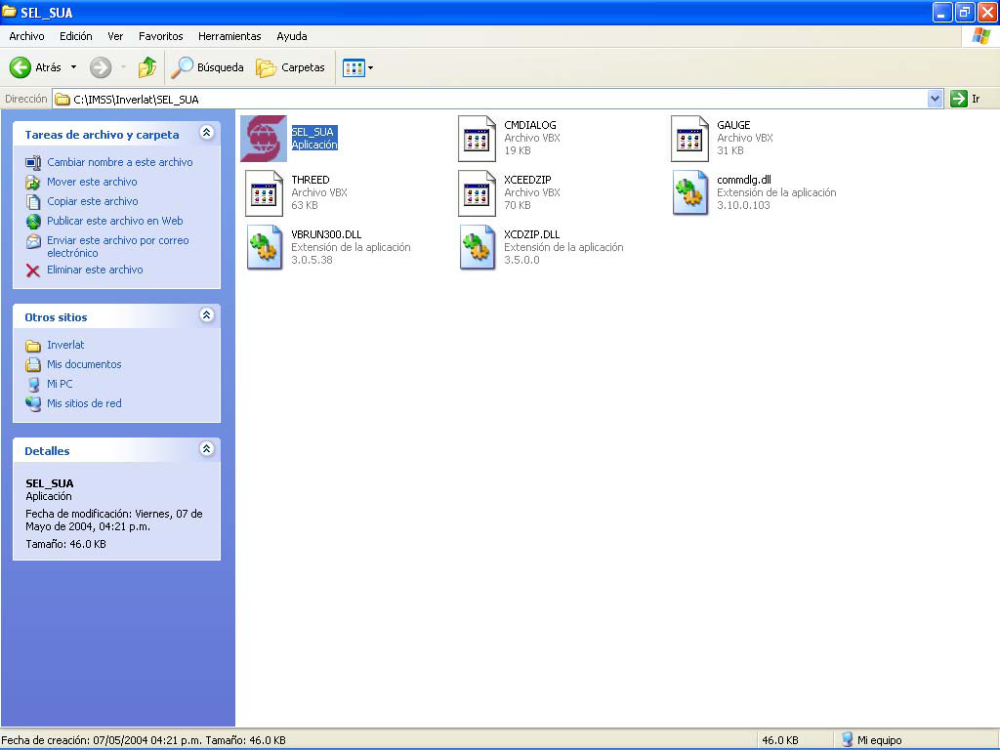 SEL_SUA
Archivo Edición Ver Favoritos Herramientas Ayuda
Atrás Búsqueda Carpetas
Dirección C:\IMSS\Inverlat\SEL_SUA Ir
Tareas de archivo y carpeta
Cambiar nombre a este archivo
Mover este archivo
Copiar este archivo
Publicar este archivo en Web
Enviar este archivo por correo
electrónico
Eliminar este archivo
Otros sitios
Inverlat
Mis documentos
Mi PC
Mis sitios de red
Detalles
SEL_SUA
Aplicación
Fecha de modificación: Viernes, 07 de
Mayo de 2004, 04:21 p.m.
Tamaño: 46.0 KB
SEL_SUA
Aplicación
CMDIALOG
Archivo VBX
19 KB
GAUGE
Archivo VBX
31 KB
THREED
Archivo VBX
63 KB
XCEEDZIP
Archivo VBX
70 KB
commdlg.dll
Extensión de la aplicación
3.10.0.103
VBRUN300.DLL
Extensión de la aplicación
3.0.5.38
XCDZIP.DLL
Extensión de la aplicación
3.5.0.0
Fecha de creación: 07/05/2004 04:21 p.m. Tamaño: 46.0 KB 46.0 KB Mi equipo